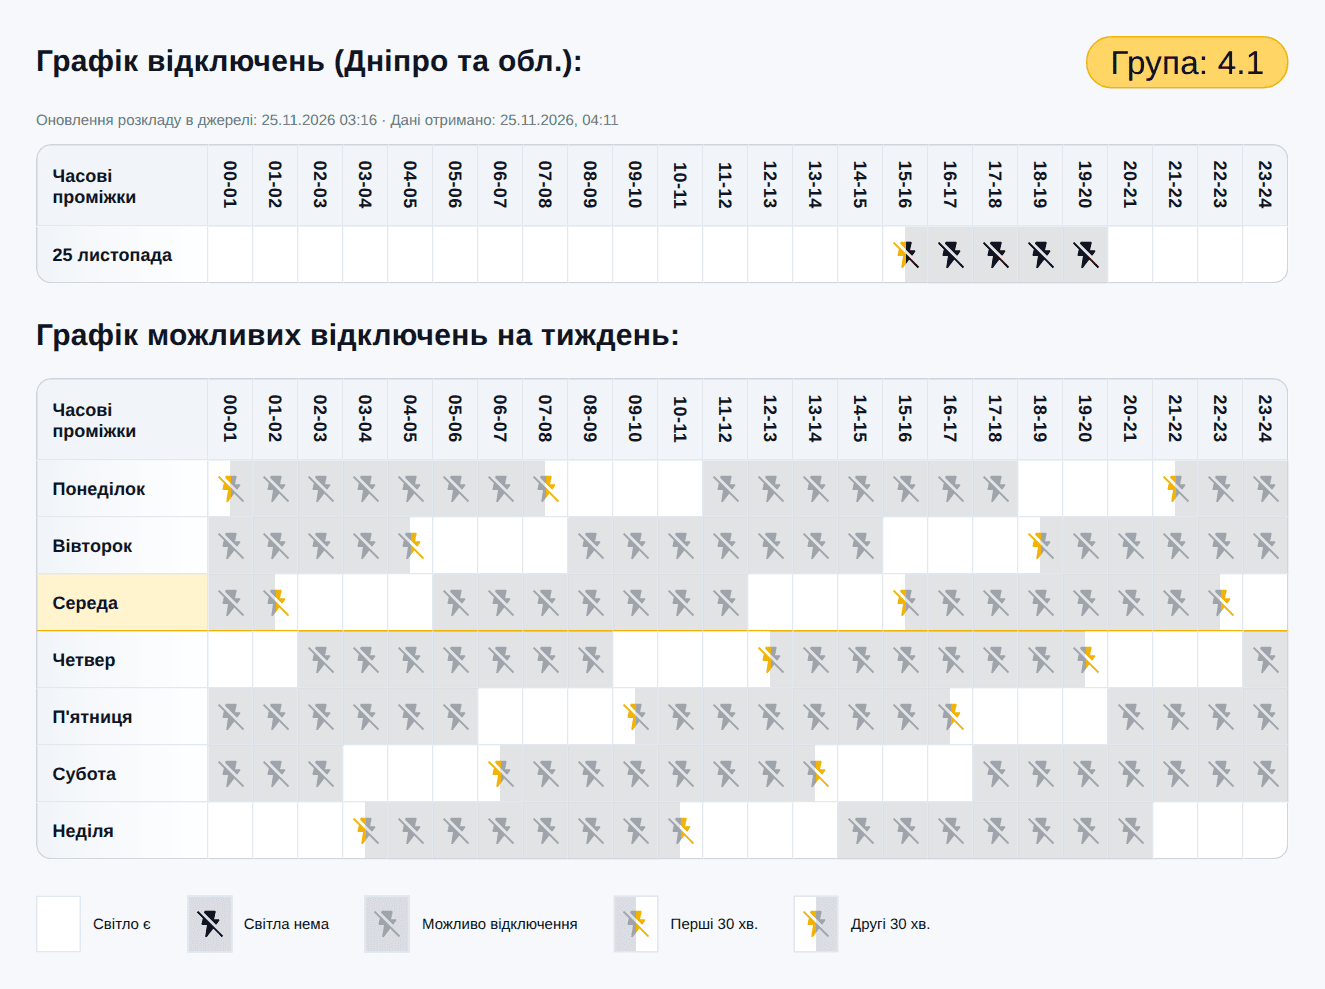 Графік відключень (Дніпро та обл.):
Група: 4.1
Оновлення розкладу в джерелі: 25.11.2026 03:16 · Дані отримано: 25.11.2026, 04:11
Часові
проміжки
00-01 01-02 02-03 03-04 04-05 05-06 06-07 07-08 08-09 09-10 10-11 11-12 12-13 13-14 14-15 15-16 16-17 17-18 18-19 19-20 20-21 21-22 22-23 23-24
25 листопада
Графік можливих відключень на тиждень:
Часові
проміжки
00-01 01-02 02-03 03-04 04-05 05-06 06-07 07-08 08-09 09-10 10-11 11-12 12-13 13-14 14-15 15-16 16-17 17-18 18-19 19-20 20-21 21-22 22-23 23-24
Понеділок
Вівторок
Середа
Четвер
П'ятниця
Субота
Неділя
Світло є
Світла нема
Можливо відключення
Перші 30 хв.
Другі 30 хв.